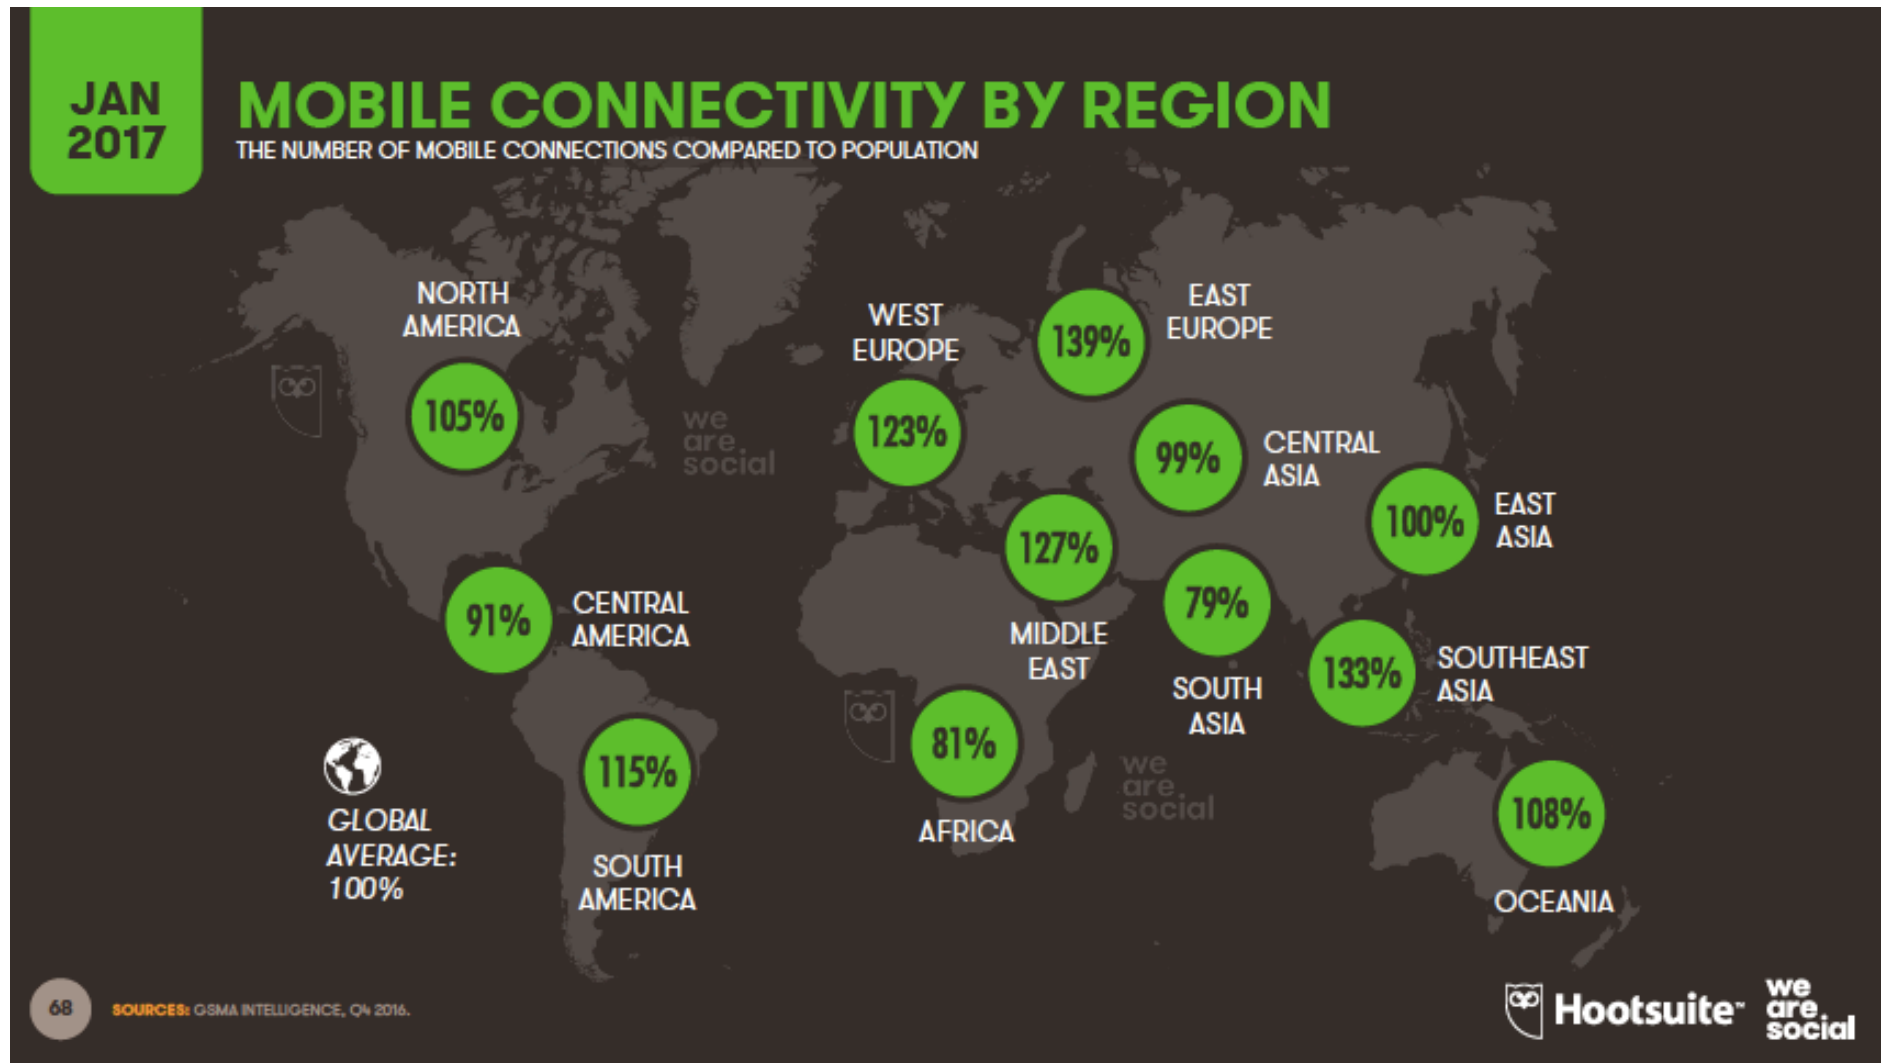 JAN
2017
MOBILE CONNECTIVITY BY REGION
THE NUMBER OF MOBILE CONNECTIONS COMPARED TO POPULATION
NORTH
AMERICA
105%
WEST
EUROPE
123%
EAST
EUROPE
139%
CENTRAL
ASIA
99%
EAST
ASIA
100%
we
are
social
127%
MIDDLE
EAST
79%
SOUTH
ASIA
91%
CENTRAL
AMERICA
133%
SOUTHEAST
ASIA
115%
SOUTH
AMERICA
81%
AFRICA
we
are
social
108%
OCEANIA
GLOBAL
AVERAGE:
100%
68
SOURCES: GSMA INTELLIGENCE, Q4 2016.
Hootsuite™
we
are
social